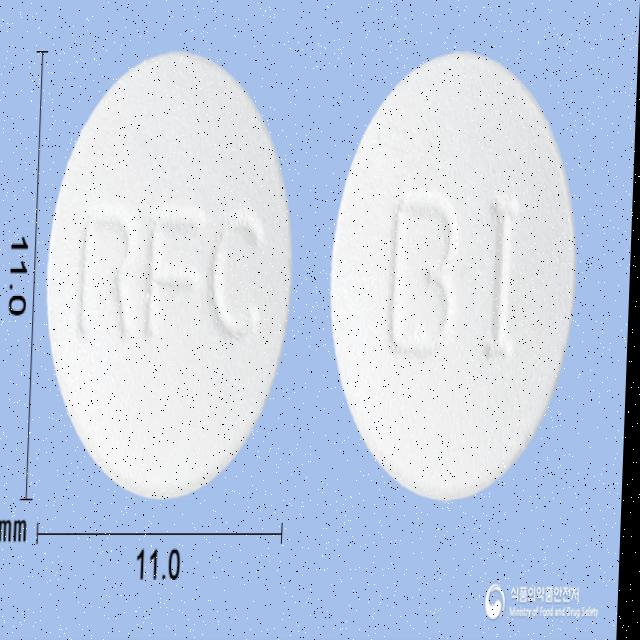 RFC
BI
11.0
mm
11.0
식품의약품안전처
Ministry of Food and Drug Safety